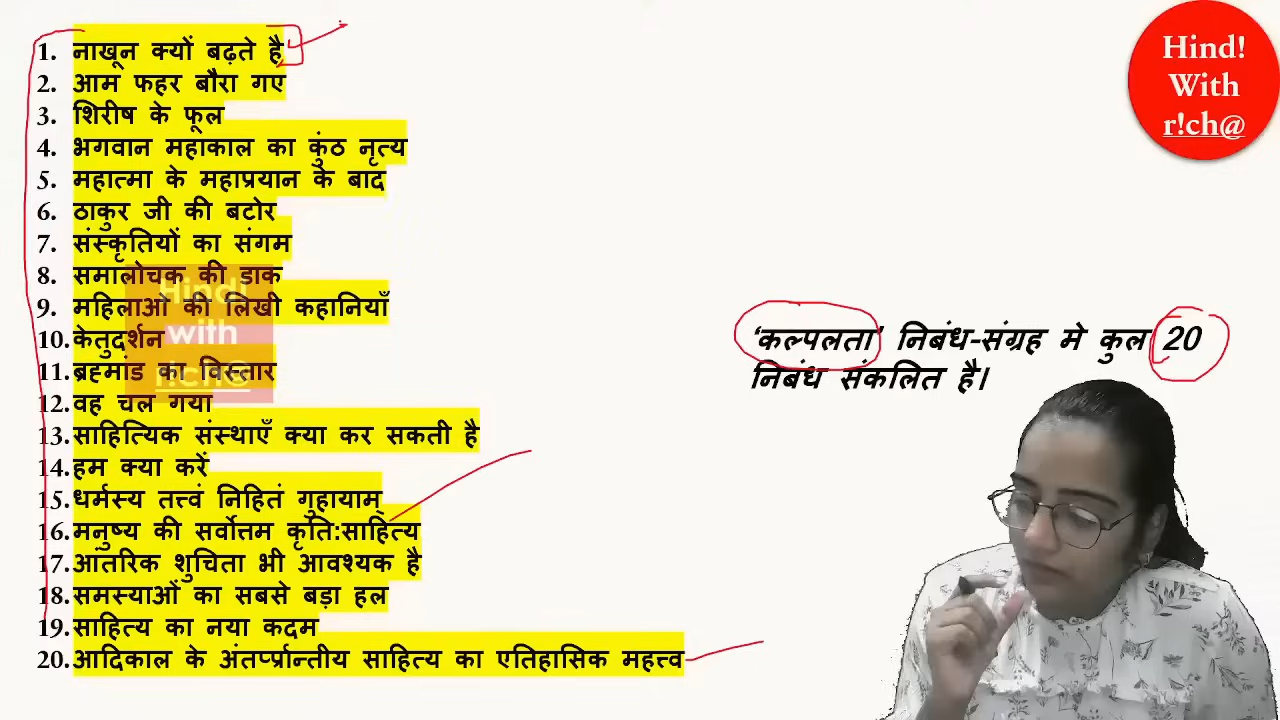 1. नाखून क्यों बढ़ते है
2. आम फहर बौरा गए
3. शिरीष के फूल
4. भगवान महाकाल का कुंठ नृत्य
5. महात्मा के महाप्रयान के बाद
6. ठाकुर जी की बटोर
7. संस्कृतियों का संगम
8. समालोचक की डाक
9. महिलाओं की लिखी कहानियाँ
10. केतुदर्शन
11. ब्रह्मांड का विस्तार
12. वह चल गया
13. साहित्यिक संस्थाएँ क्या कर सकती है
14. हम क्या करें
15. धर्मस्य तत्त्वं निहितं गुहायाम्
16. मनुष्य की सर्वोत्तम कृति:साहित्य
17. आंतरिक शुचिता भी आवश्यक है
18. समस्याओं का सबसे बड़ा हल
19. साहित्य का नया कदम
20. आदिकाल के अंतर्प्रान्तीय साहित्य का एतिहासिक महत्त्व
Hind!
with
r!ch@
'कल्पलता' निबंध-संग्रह मे कुल 20
निबंध संकलित है।
Hind!
With
r!ch@